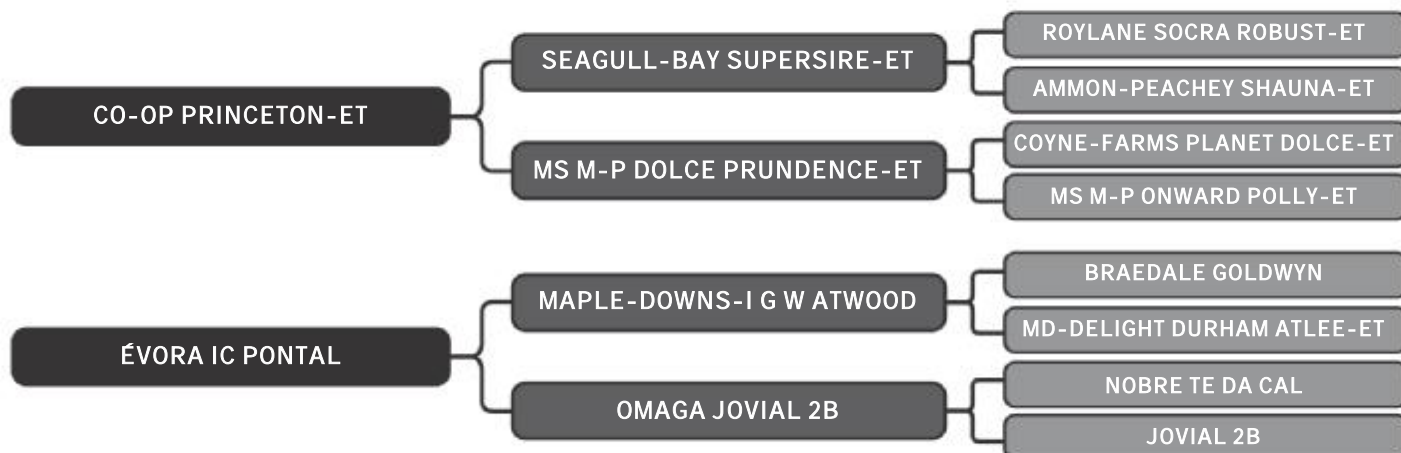 CO-OP PRINCETON-ET
SEAGULL-BAY SUPERSIRE-ET
ROYLANE SOCRA ROBUST-ET
AMMON-PEACHEY SHAUNA-ET
MS M-P DOLCE PRUNDENCE-ET
COYNE-FARMS PLANET DOLCE-ET
MS M-P ONWARD POLLY-ET
ÉVORA IC PONTAL
MAPLE-DOWNS-I G W ATWOOD
BRAEDALE GOLDWYN
MD-DELIGHT DURHAM ATLEE-ET
OMAGA JOVIAL 2B
NOBRE TE DA CAL
JOVIAL 2B